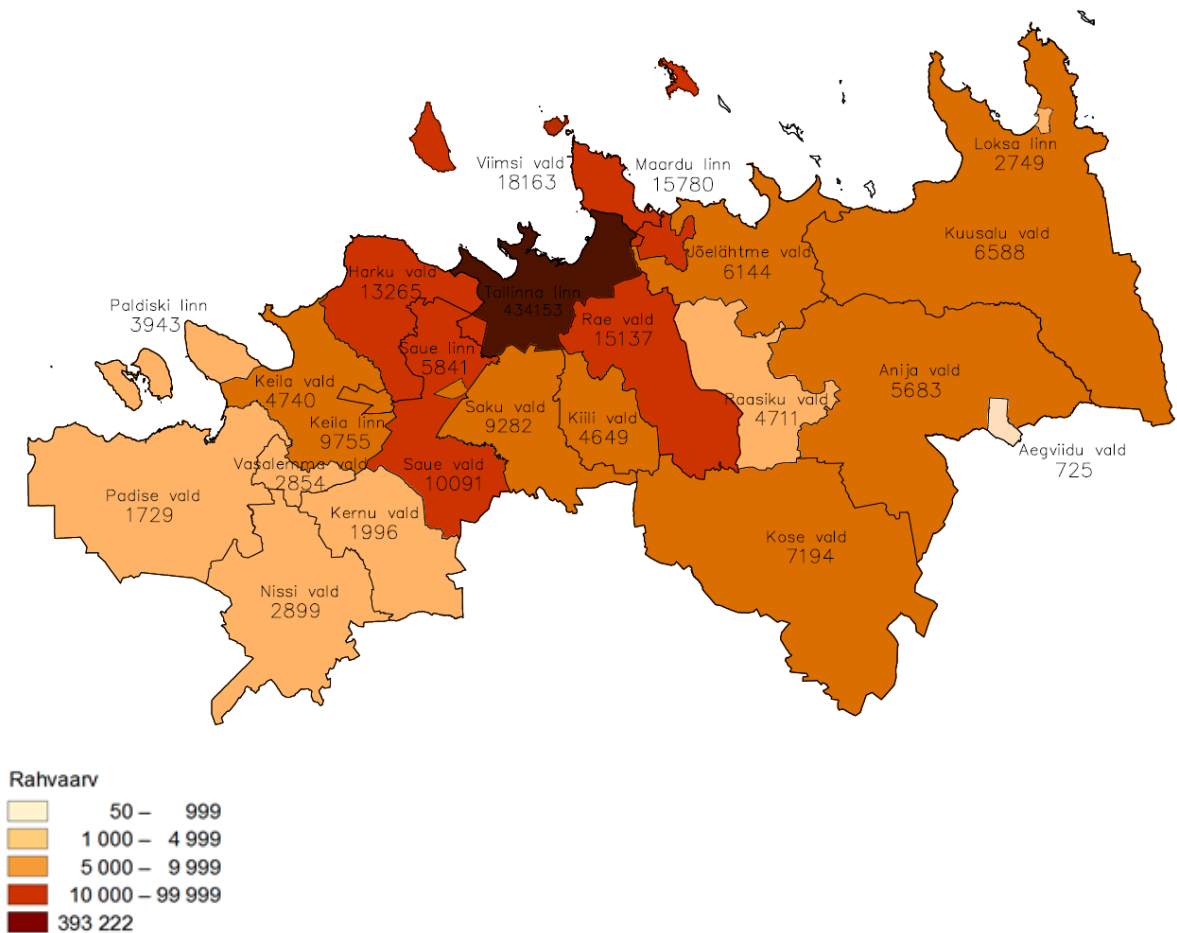 Viimsi vald
18163
Maardu linn
15780
Loksa linn
2749
Kuusalu vald
6588
Jõelähtme vald
6144
Harku vald
13265
Tallinna linn
434153
Paldiski linn
3943
Rae vald
15137
Saue linn
5841
Anija vald
5683
Keila vald
4740
Keila linn
9755
Saku vald
9282
Kiili vald
4649
Raasiku vald
4711
Aegviidu vald
725
Vasalemma vald
2854
Saue vald
10091
Padise vald
1729
Kernu vald
1996
Kose vald
7194
Nissi vald
2899
Rahvaarv
50 – 999
1 000 – 4 999
5 000 – 9 999
10 000 – 99 999
393 222